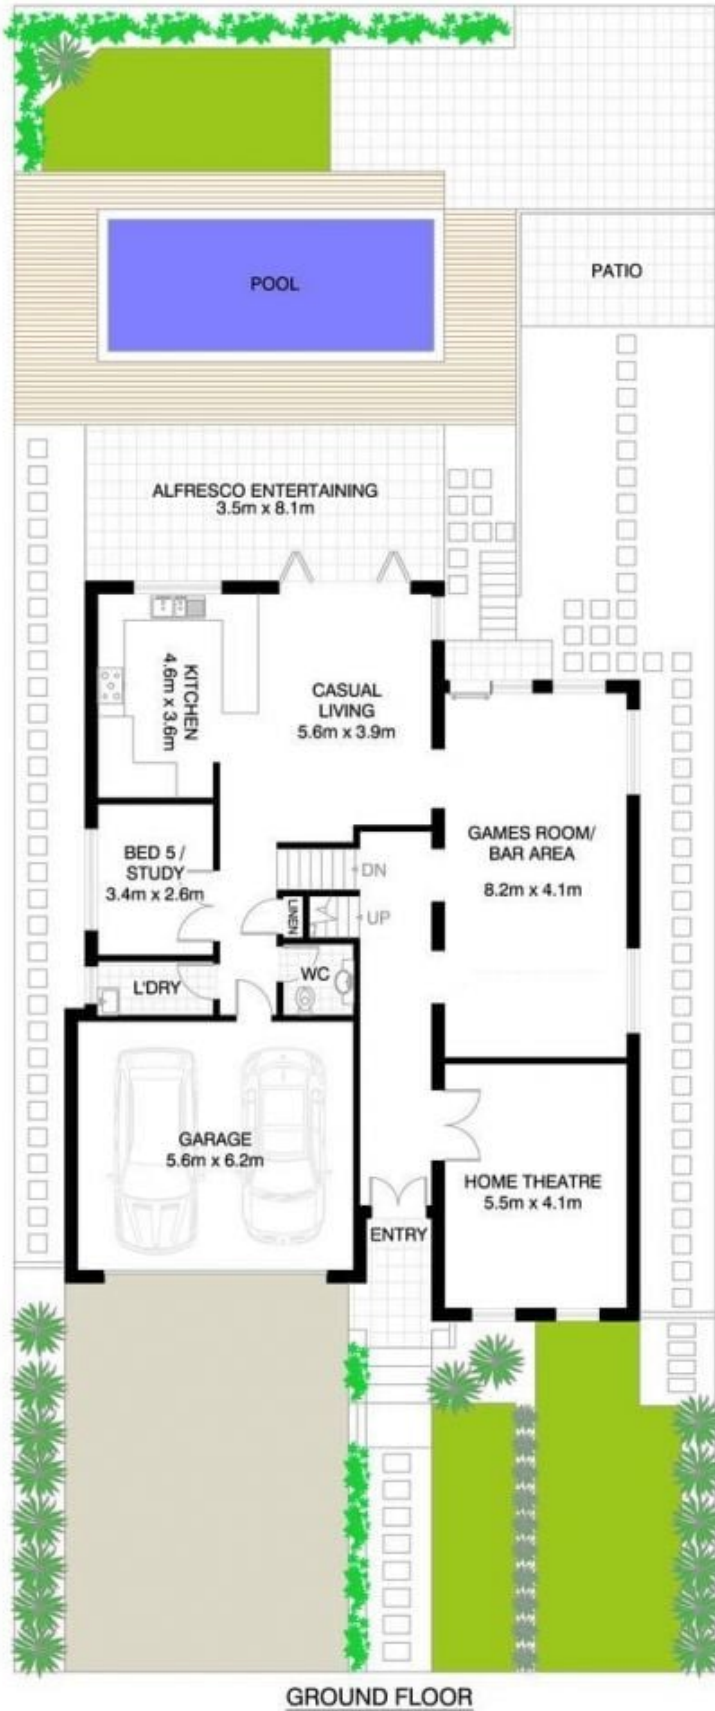 POOL
PATIO
ALFRESCO ENTERTAINING
3.5m x 8.1m
KITCHEN
4.6m x 3.6m
CASUAL
LIVING
5.6m x 3.9m
GAMES ROOM/
BAR AREA
8.2m x 4.1m
BED 5 /
STUDY
3.4m x 2.6m
DN
LINEN
UP
WC
L'DRY
GARAGE
5.6m x 6.2m
HOME THEATRE
5.5m x 4.1m
ENTRY
GROUND FLOOR